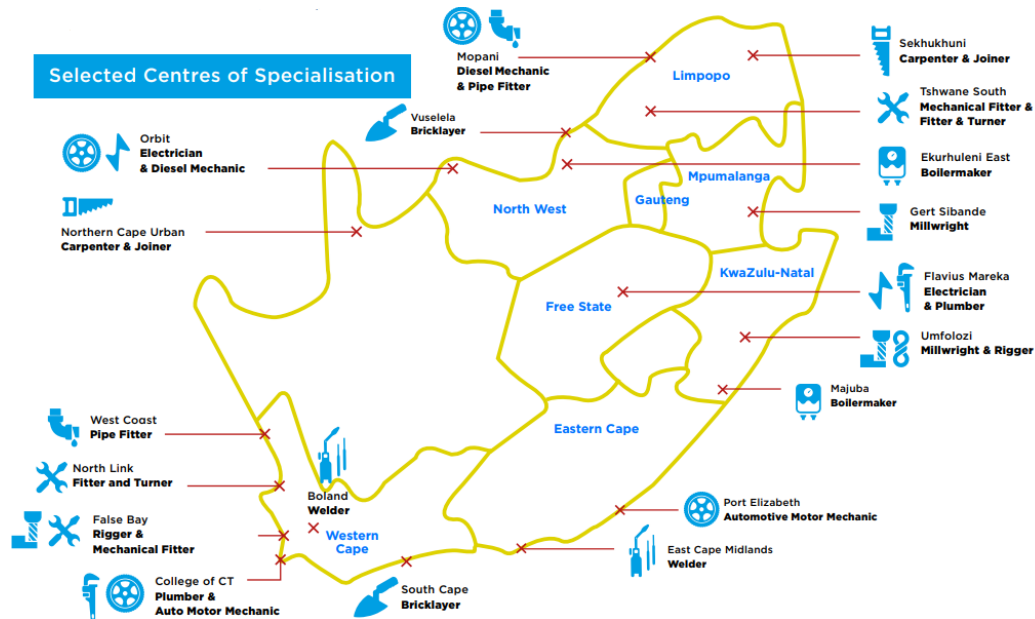 Selected Centres of Specialisation
Mopani
Diesel Mechanic
& Pipe Fitter
Limpopo
Sekhukhuni
Carpenter & Joiner
Tshwane South
Mechanical Fitter &
Fitter & Turner
Vuselela
Bricklayer
Orbit
Electrician
& Diesel Mechanic
Ekurhuleni East
Boilermaker
Mpumalanga
Gauteng
North West
Northern Cape Urban
Carpenter & Joiner
Gert Sibande
Millwright
KwaZulu-Natal
Flavius Mareka
Electrician
& Plumber
Free State
Umfolozi
Millwright & Rigger
Majuba
Boilermaker
West Coast
Pipe Fitter
Eastern Cape
North Link
Fitter and Turner
Boland
Welder
Port Elizabeth
Automotive Motor Mechanic
False Bay
Rigger &
Mechanical Fitter
Western
Cape
East Cape Midlands
Welder
College of CT
Plumber &
Auto Motor Mechanic
South Cape
Bricklayer